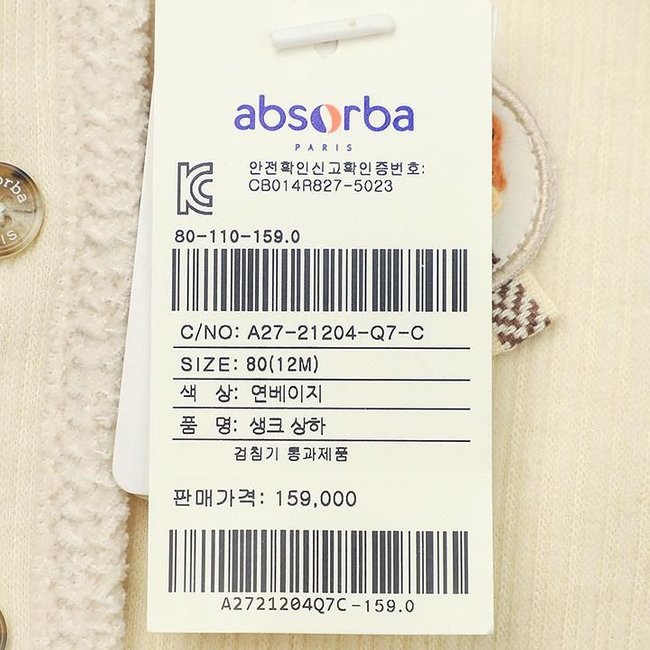 absorba
PARIS
안전확인신고확인증번호:
CB014R827-5023
80-110-159.0
C/NO: A27-21204-Q7-C
SIZE: 80(12M)
색 상: 연베이지
품 명: 생크 상하
검침기 통과제품
판매가격: 159,000
A2721204Q7C-159.0